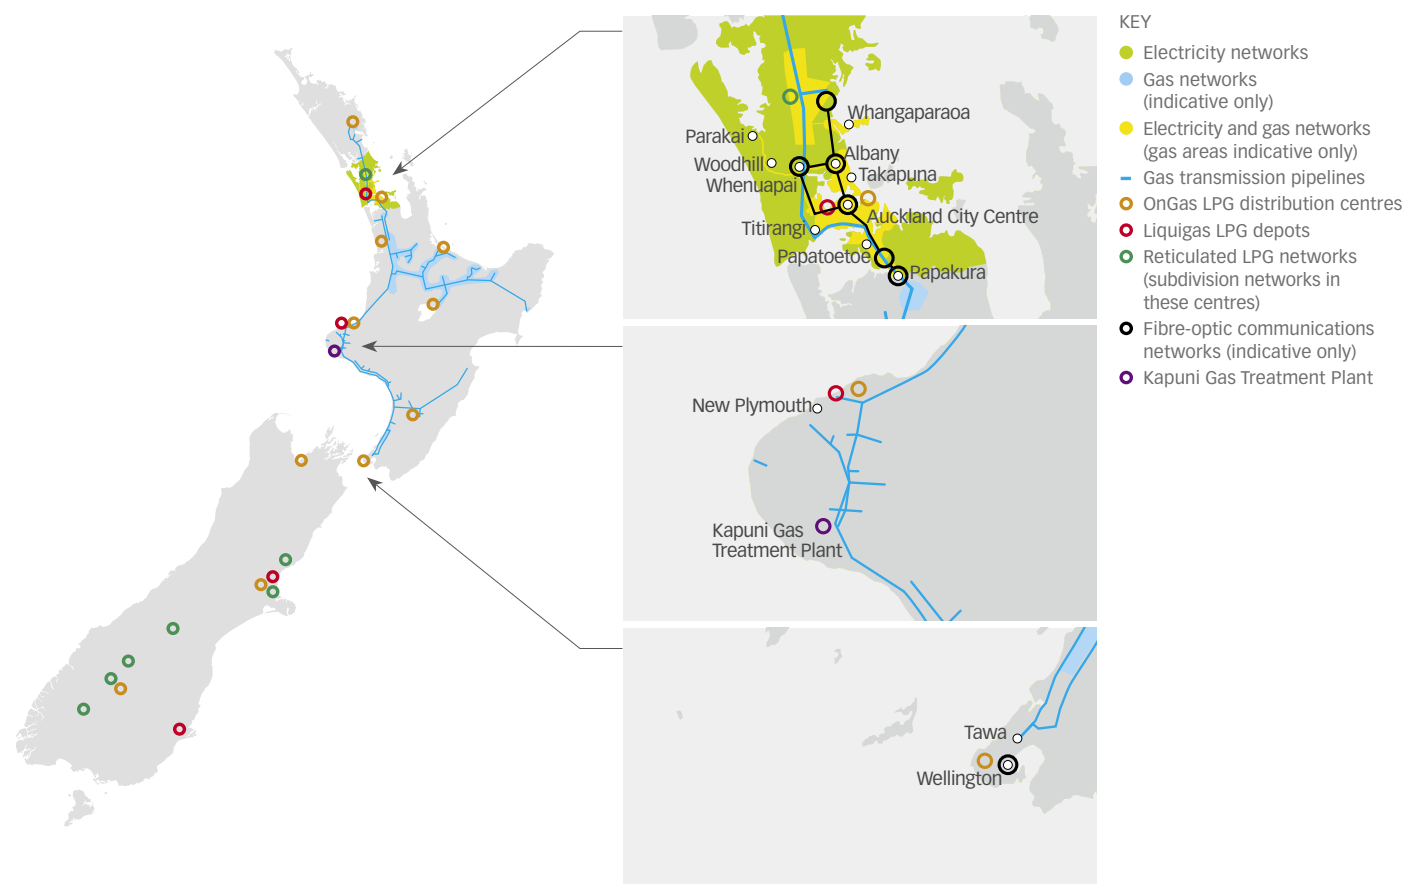 Whangaparaoa
Parakai
Albany
Woodhill
Takapuna
Whenuapai
Auckland City Centre
Titirangi
Papatoetoe
Papakura
New Plymouth
Kapuni Gas
Treatment Plant
Tawa
Wellington
KEY
Electricity networks
Gas networks
(indicative only)
Electricity and gas networks
(gas areas indicative only)
Gas transmission pipelines
OnGas LPG distribution centres
Liquigas LPG depots
Reticulated LPG networks
(subdivision networks in
these centres)
Fibre-optic communications
networks (indicative only)
Kapuni Gas Treatment Plant